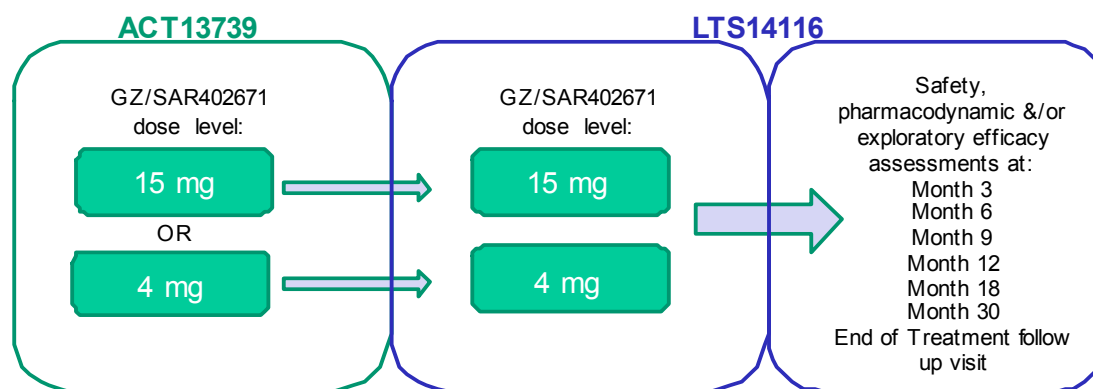 ACT13739
LTS14116
GZ/SAR402671
dose level:
15 mg
OR
4 mg
GZ/SAR402671
dose level:
15 mg
4 mg
Safety,
pharmacodynamic &/or
exploratory efficacy
assessments at:
Month 3
Month 6
Month 9
Month 12
Month 18
Month 30
End of Treatment follow
up visit